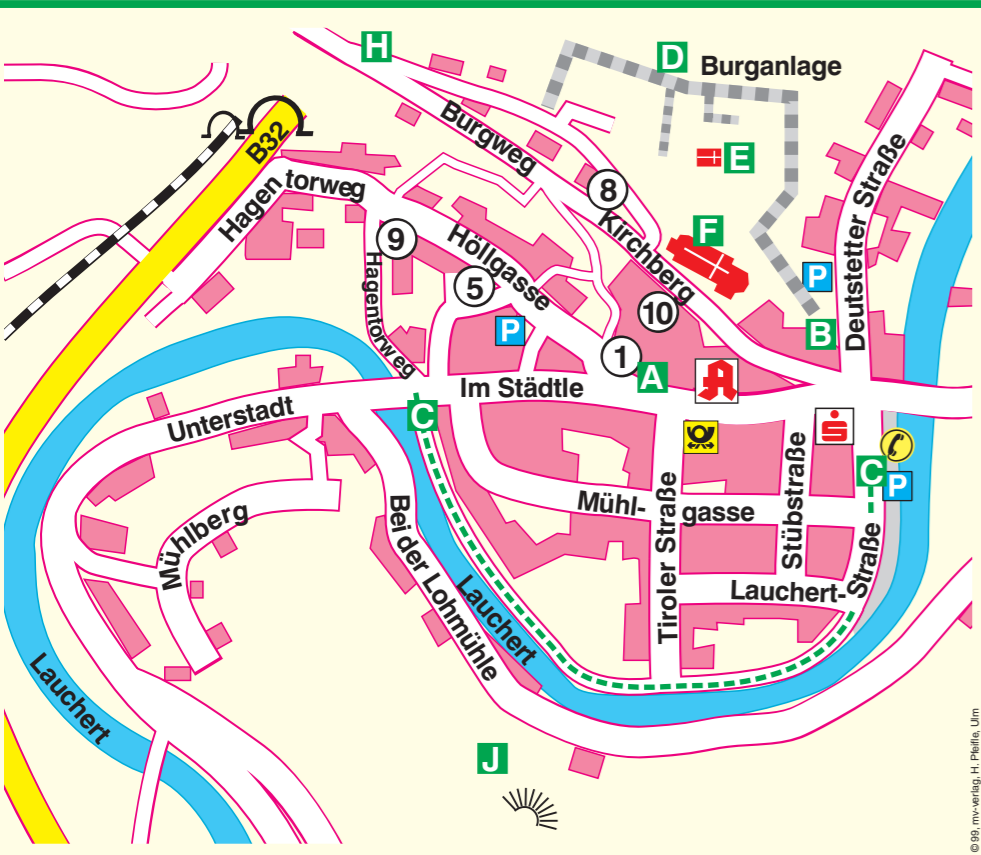 H
D
Burganlage
B32
Burgweg
E
Deutstetter Straße
Hagentorweg
8
F
9
Höllgasse
Kirchberg
Hagentorweg
5
P
10
P
B
1
A
Im Städtle
C
Unterstadt
S
C
P
Mühlgasse
Mühlberg
Bei der Lohmühle
Tiroler Straße
Stübstraße
Lauchert-
Straße
Lauchert
Lauchert
J
© 99, mv-verlag, H. Pfeifle, Ulm